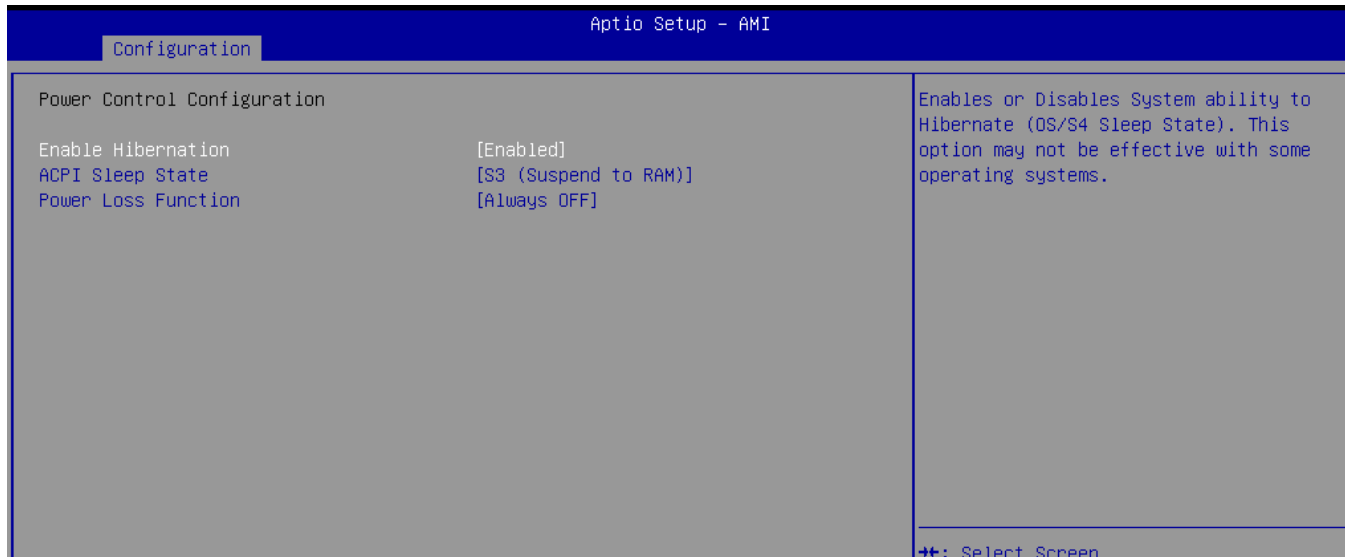 Aptio Setup – AMI
Configuration
Power Control Configuration
Enable Hibernation [Enabled]
ACPI Sleep State [S3 (Suspend to RAM)]
Power Loss Function [Always OFF]
Enables or Disables System ability to
Hibernate (OS/S4 Sleep State). This
option may not be effective with some
operating systems.
→←: Select Screen